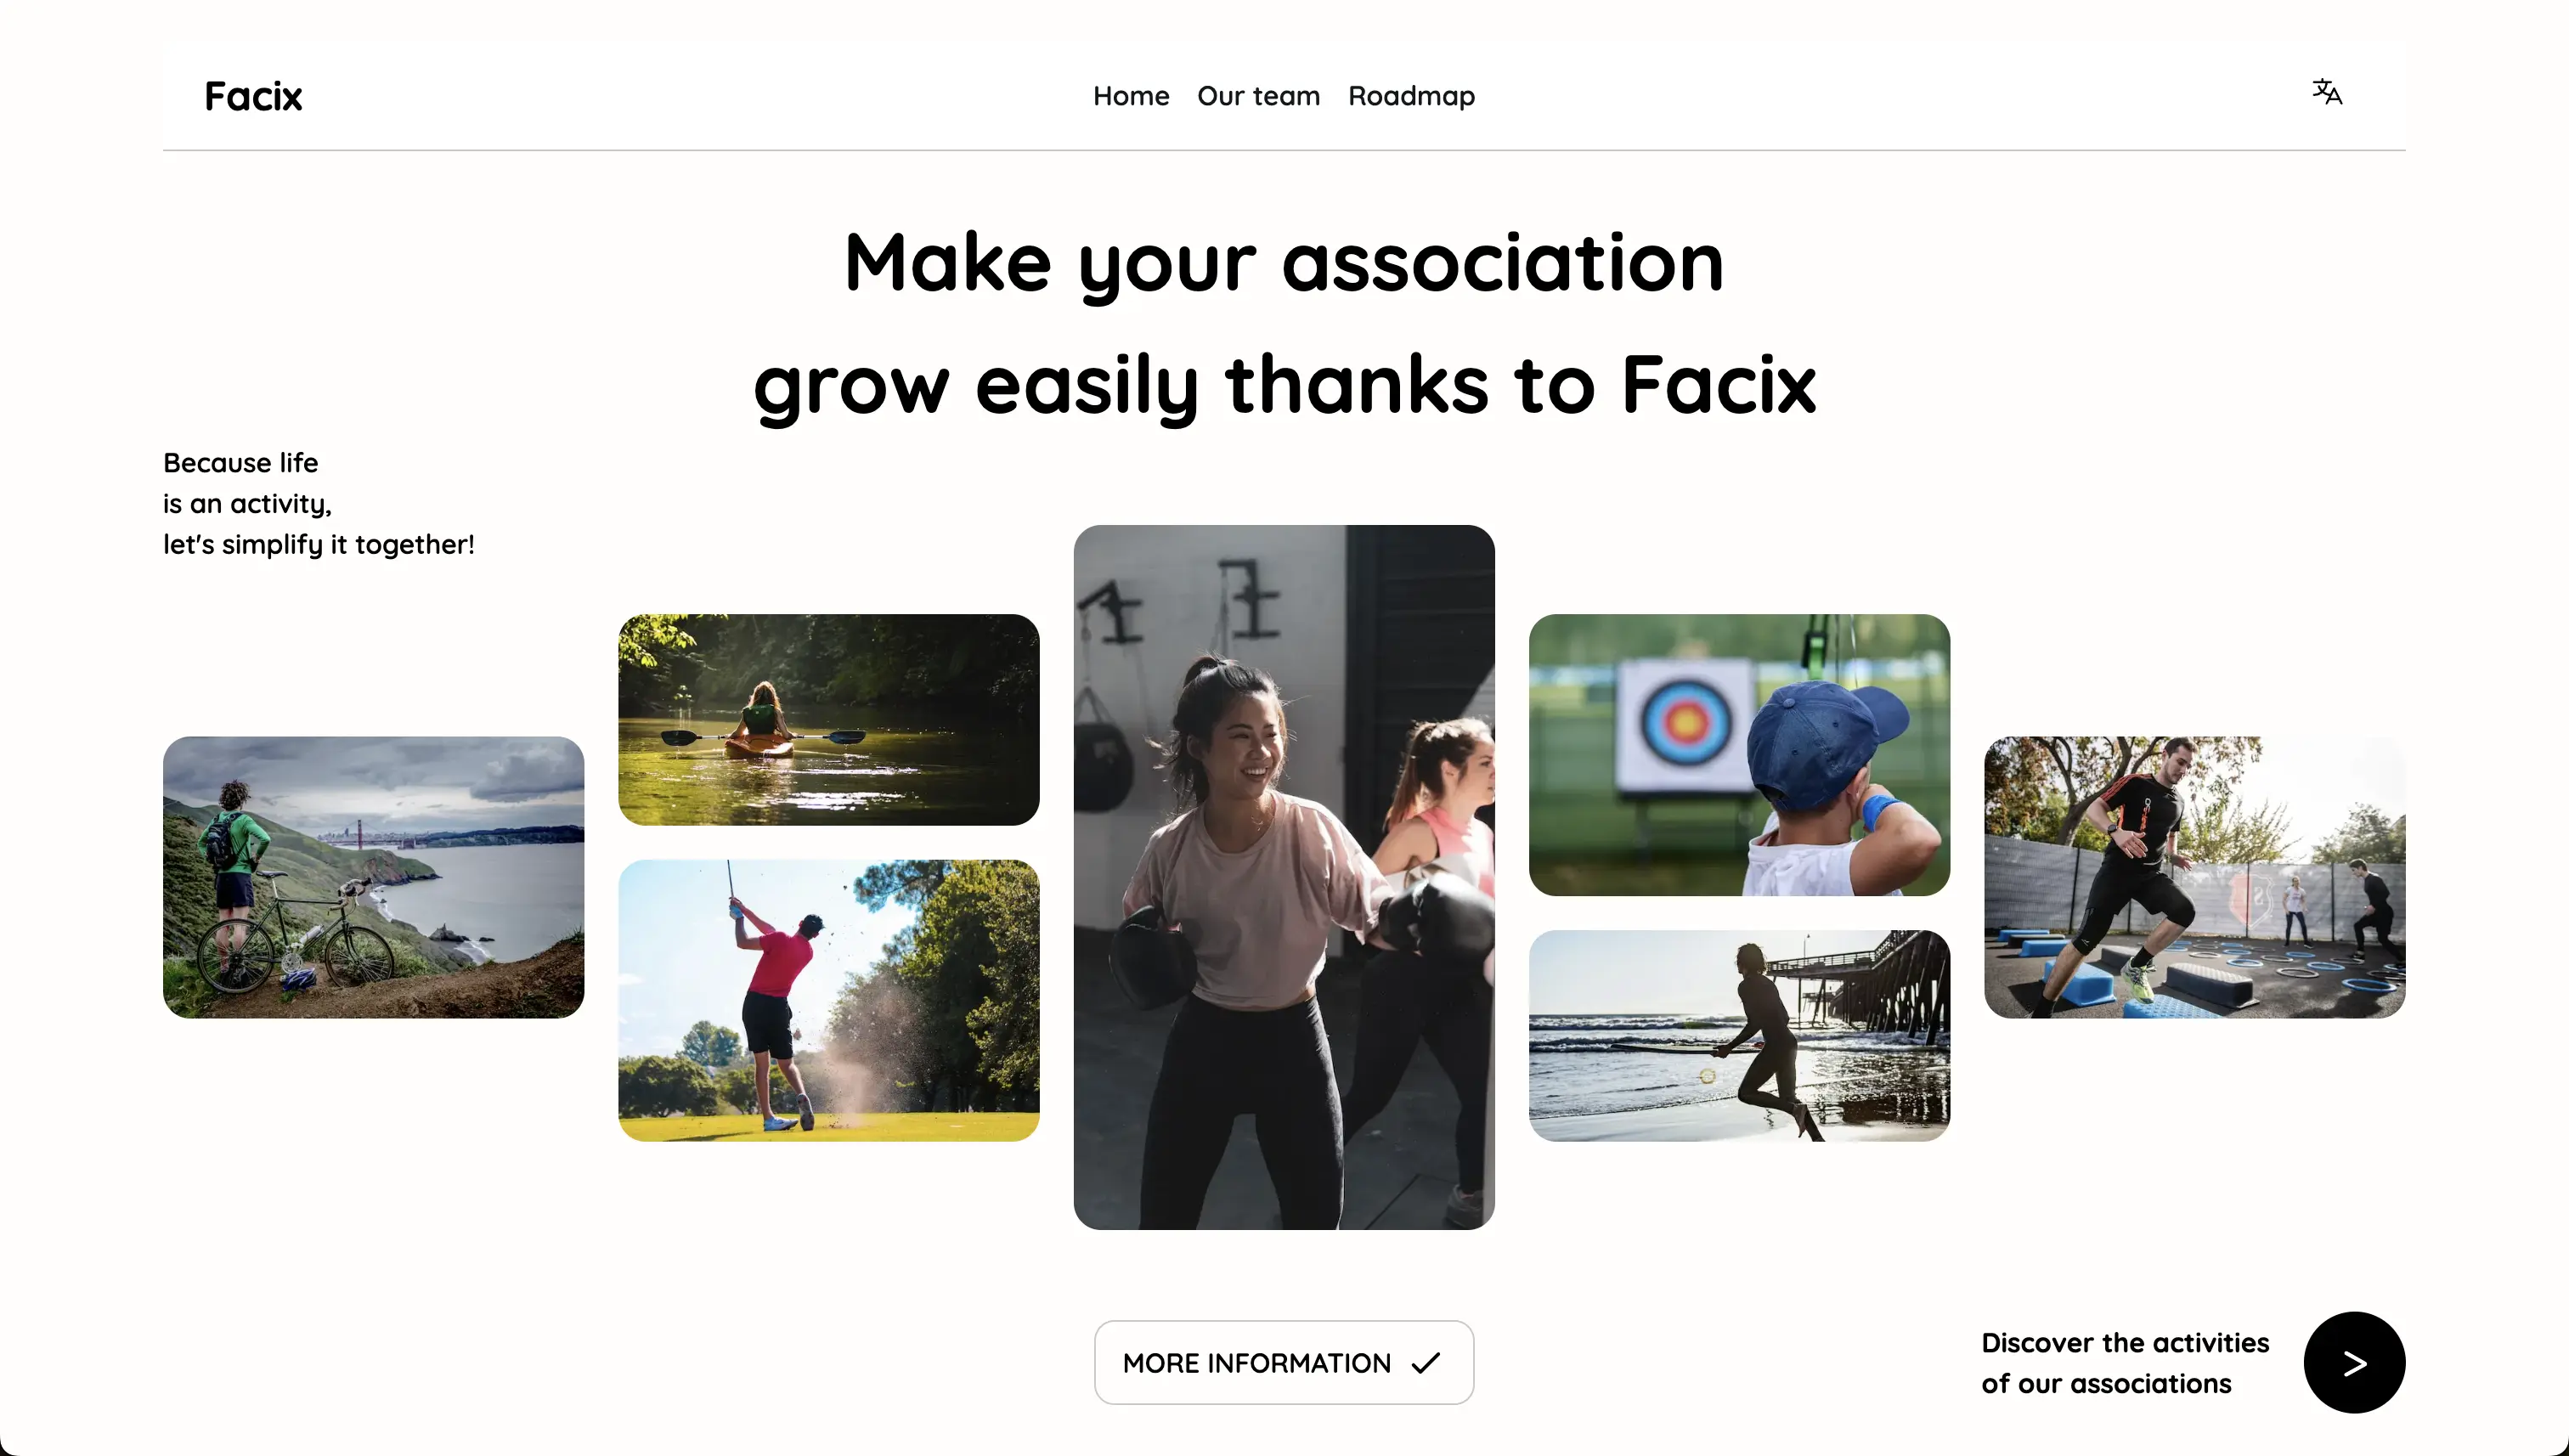 Facix
Home Our team Roadmap
Make your association
grow easily thanks to Facix
Because life
is an activity,
let's simplify it together!
MORE INFORMATION
Discover the activities
of our associations
>